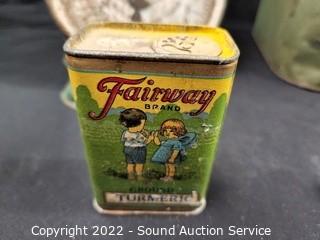 Fairway
BRAND
GROUND
TURMERIC
Copyright 2022 - Sound Auction Service